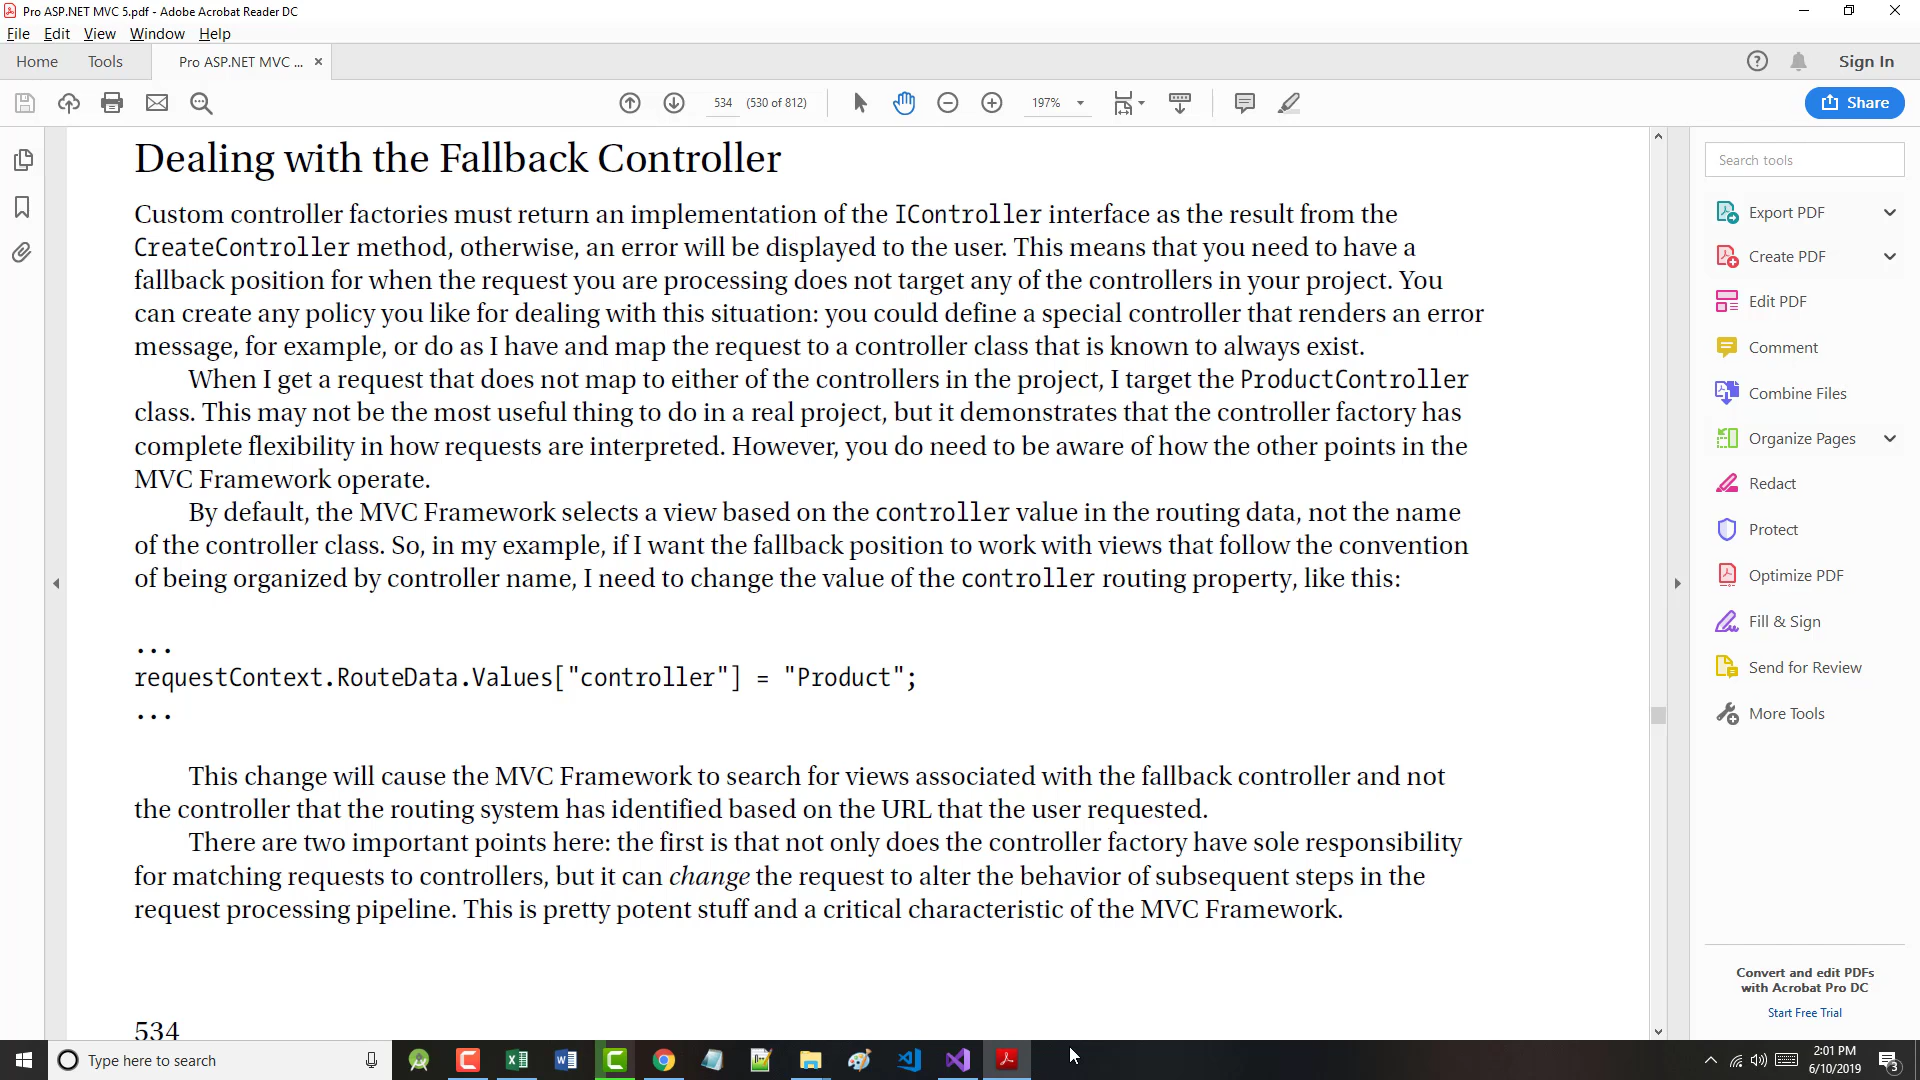 Pro ASP.NET MVC 5.pdf - Adobe Acrobat Reader DC
File Edit View Window Help
Home Tools Pro ASP.NET MVC ... × Sign In
534 (530 of 812) 197% Share
Search tools
Export PDF
Create PDF
Edit PDF
Comment
Combine Files
Organize Pages
Redact
Protect
Optimize PDF
Fill & Sign
Send for Review
More Tools
Convert and edit PDFs
with Acrobat Pro DC
Start Free Trial
Dealing with the Fallback Controller
Custom controller factories must return an implementation of the IController interface as the result from the
CreateController method, otherwise, an error will be displayed to the user. This means that you need to have a
fallback position for when the request you are processing does not target any of the controllers in your project. You
can create any policy you like for dealing with this situation: you could define a special controller that renders an error
message, for example, or do as I have and map the request to a controller class that is known to always exist.
When I get a request that does not map to either of the controllers in the project, I target the ProductController
class. This may not be the most useful thing to do in a real project, but it demonstrates that the controller factory has
complete flexibility in how requests are interpreted. However, you do need to be aware of how the other points in the
MVC Framework operate.
By default, the MVC Framework selects a view based on the controller value in the routing data, not the name
of the controller class. So, in my example, if I want the fallback position to work with views that follow the convention
of being organized by controller name, I need to change the value of the controller routing property, like this:
...
requestContext.RouteData.Values["controller"] = "Product";
...
This change will cause the MVC Framework to search for views associated with the fallback controller and not
the controller that the routing system has identified based on the URL that the user requested.
There are two important points here: the first is that not only does the controller factory have sole responsibility
for matching requests to controllers, but it can change the request to alter the behavior of subsequent steps in the
request processing pipeline. This is pretty potent stuff and a critical characteristic of the MVC Framework.
534
Type here to search
2:01 PM
6/10/2019
3